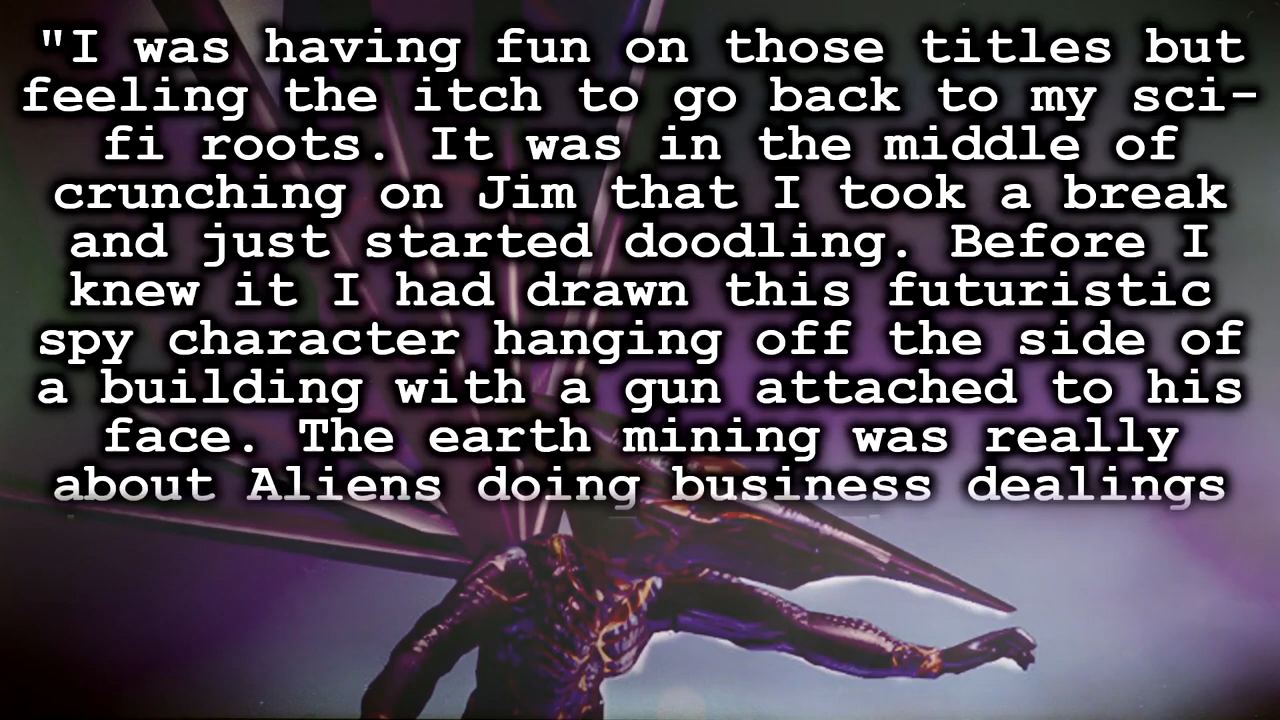 "I was having fun on those titles but
feeling the itch to go back to my sci-
fi roots. It was in the middle of
crunching on Jim that I took a break
and just started doodling. Before I
knew it I had drawn this futuristic
spy character hanging off the side of
a building with a gun attached to his
face. The earth mining was really
about Aliens doing business dealings